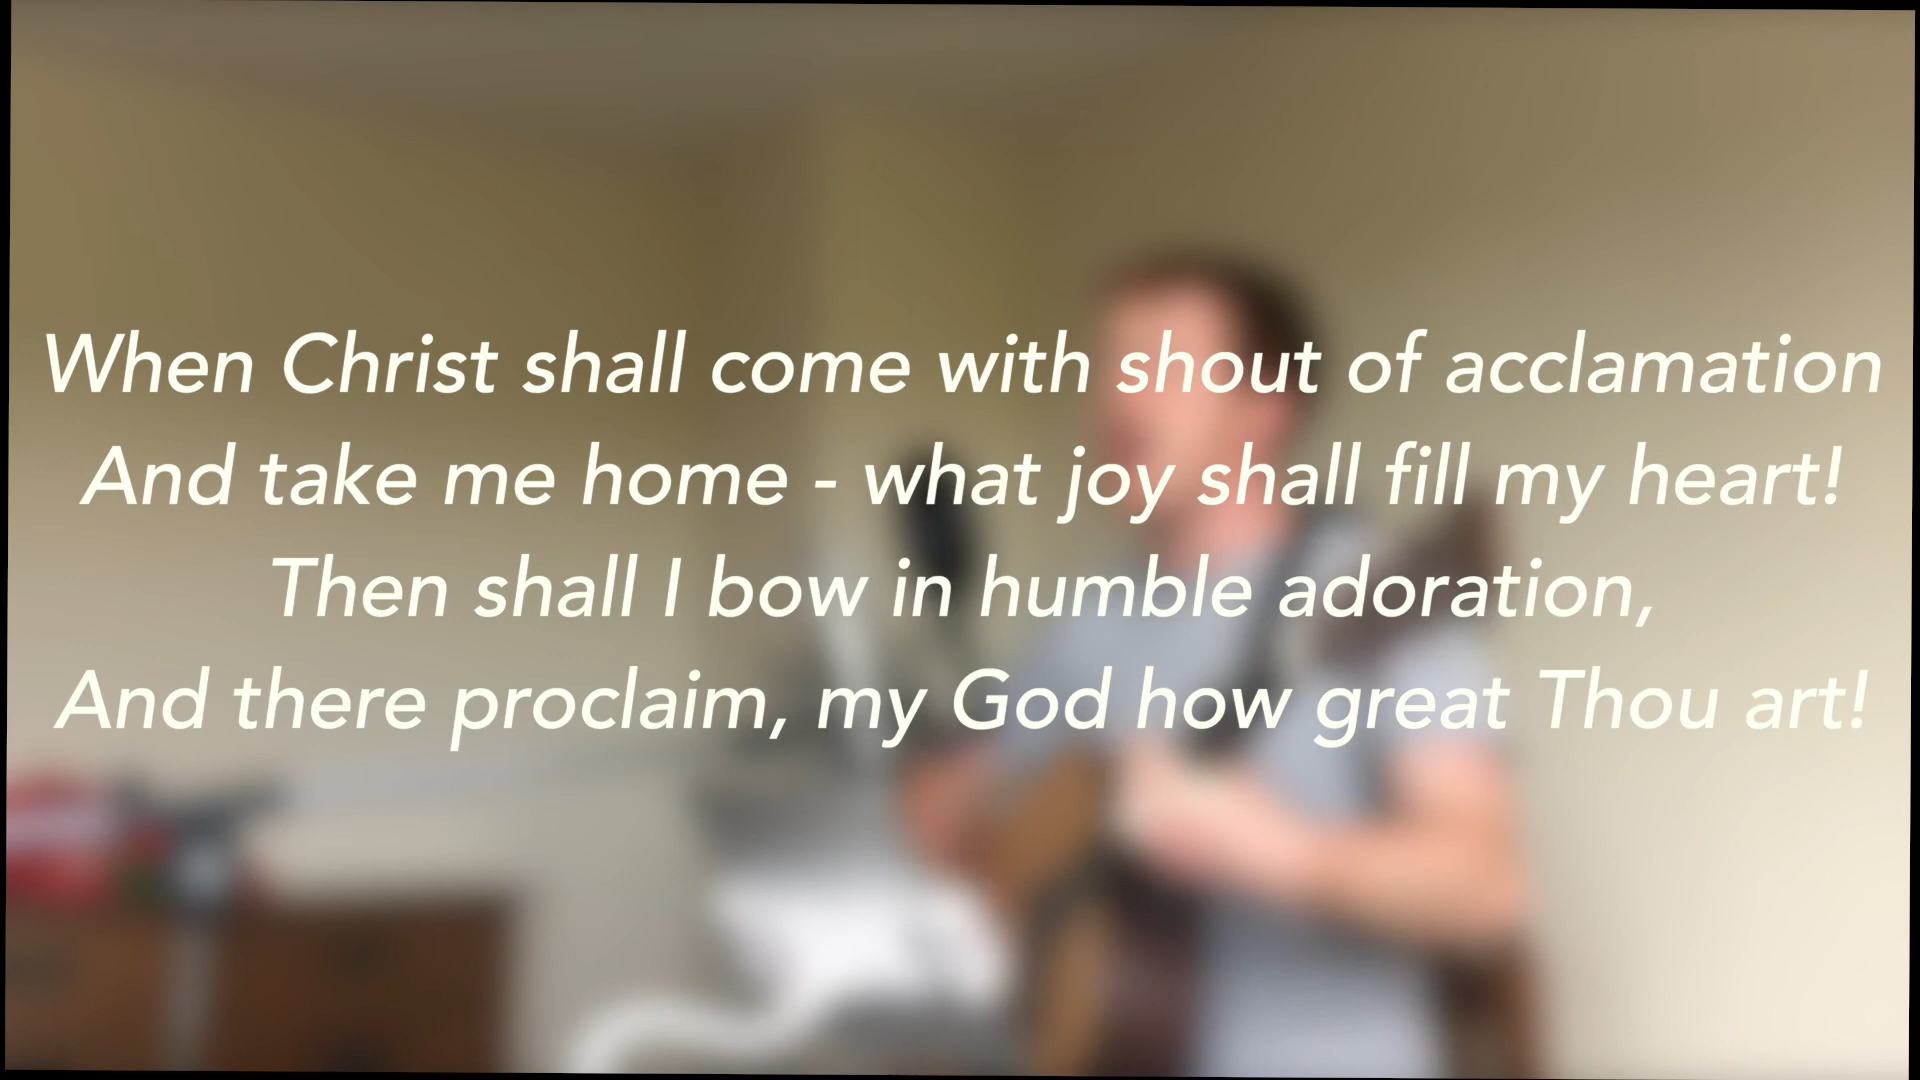 When Christ shall come with shout of acclamation
And take me home - what joy shall fill my heart!
Then shall I bow in humble adoration,
And there proclaim, my God how great Thou art!